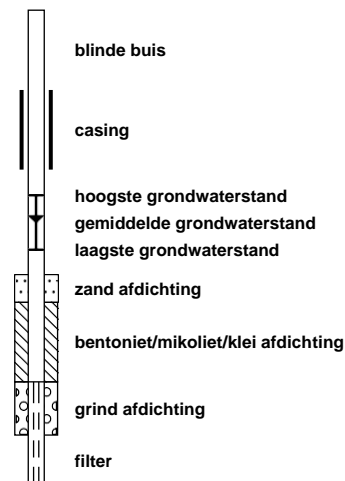 blinde buis
casing
hoogste grondwaterstand
gemiddelde grondwaterstand
laagste grondwaterstand
zand afdichting
bentoniet/mikoliet/klei afdichting
grind afdichting
filter